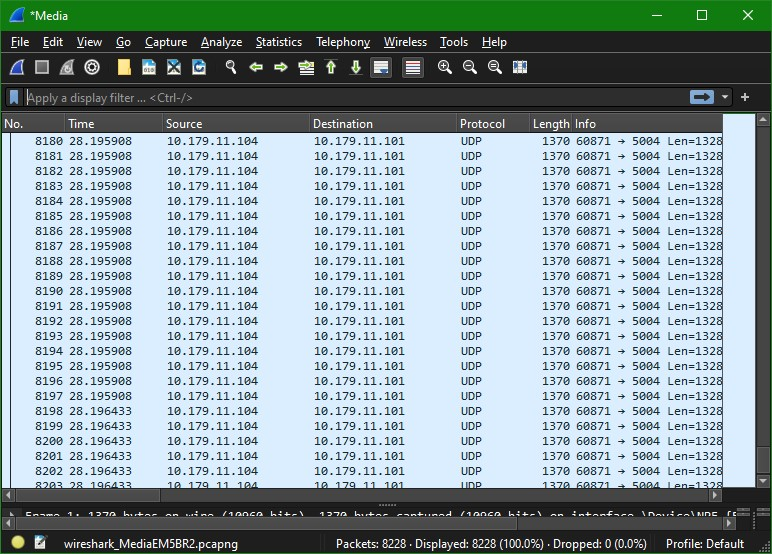 *Media
File Edit View Go Capture Analyze Statistics Telephony Wireless Tools Help
Apply a display filter ... <Ctrl-/>
No. Time Source Destination Protocol Length Info
8180 28.195908 10.179.11.104 10.179.11.101 UDP 1370 60871 → 5004 Len=1328
8181 28.195908 10.179.11.104 10.179.11.101 UDP 1370 60871 → 5004 Len=1328
8182 28.195908 10.179.11.104 10.179.11.101 UDP 1370 60871 → 5004 Len=1328
8183 28.195908 10.179.11.104 10.179.11.101 UDP 1370 60871 → 5004 Len=1328
8184 28.195908 10.179.11.104 10.179.11.101 UDP 1370 60871 → 5004 Len=1328
8185 28.195908 10.179.11.104 10.179.11.101 UDP 1370 60871 → 5004 Len=1328
8186 28.195908 10.179.11.104 10.179.11.101 UDP 1370 60871 → 5004 Len=1328
8187 28.195908 10.179.11.104 10.179.11.101 UDP 1370 60871 → 5004 Len=1328
8188 28.195908 10.179.11.104 10.179.11.101 UDP 1370 60871 → 5004 Len=1328
8189 28.195908 10.179.11.104 10.179.11.101 UDP 1370 60871 → 5004 Len=1328
8190 28.195908 10.179.11.104 10.179.11.101 UDP 1370 60871 → 5004 Len=1328
8191 28.195908 10.179.11.104 10.179.11.101 UDP 1370 60871 → 5004 Len=1328
8192 28.195908 10.179.11.104 10.179.11.101 UDP 1370 60871 → 5004 Len=1328
8193 28.195908 10.179.11.104 10.179.11.101 UDP 1370 60871 → 5004 Len=1328
8194 28.195908 10.179.11.104 10.179.11.101 UDP 1370 60871 → 5004 Len=1328
8195 28.195908 10.179.11.104 10.179.11.101 UDP 1370 60871 → 5004 Len=1328
8196 28.195908 10.179.11.104 10.179.11.101 UDP 1370 60871 → 5004 Len=1328
8197 28.195908 10.179.11.104 10.179.11.101 UDP 1370 60871 → 5004 Len=1328
8198 28.196433 10.179.11.104 10.179.11.101 UDP 1370 60871 → 5004 Len=1328
8199 28.196433 10.179.11.104 10.179.11.101 UDP 1370 60871 → 5004 Len=1328
8200 28.196433 10.179.11.104 10.179.11.101 UDP 1370 60871 → 5004 Len=1328
8201 28.196433 10.179.11.104 10.179.11.101 UDP 1370 60871 → 5004 Len=1328
8202 28.196433 10.179.11.104 10.179.11.101 UDP 1370 60871 → 5004 Len=1328
8203 28.196433 10.179.11.104 10.179.11.101 UDP 1370 60871 → 5004 Len=1328
Frame 1: 1370 bytes on wire (10960 bits), 1370 bytes captured (10960 bits) on interface \Device\NPF_
wireshark_MediaEM5BR2.pcapng Packets: 8228 · Displayed: 8228 (100.0%) · Dropped: 0 (0.0%) Profile: Default